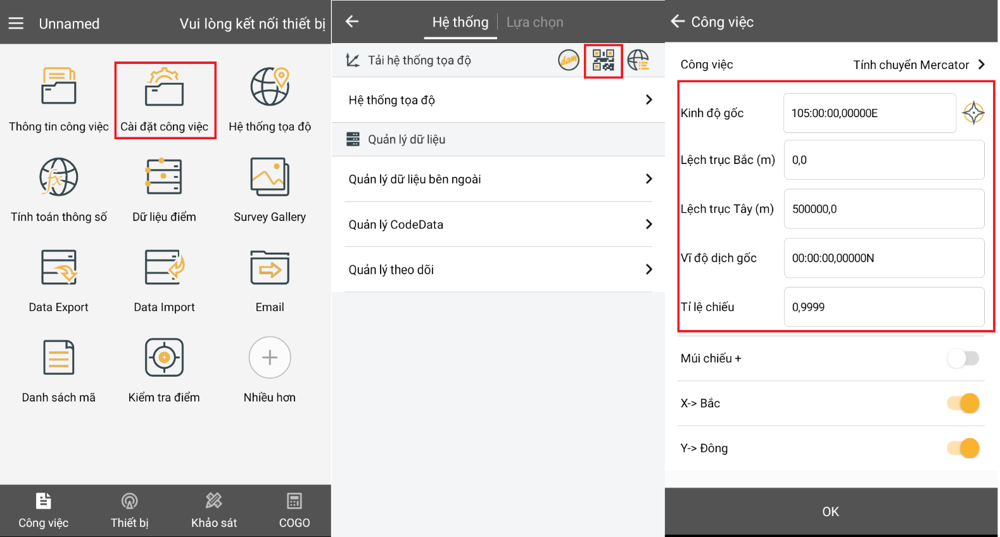 Unnamed
Vui lòng kết nối thiết bị
Thông tin công việc
Cài đặt công việc
Hệ thống tọa độ
fx
Tính toán thông số
Dữ liệu điểm
Survey Gallery
Data Export
Data Import
Email
Danh sách mã
Kiểm tra điểm
Nhiều hơn
Công việc
Thiết bị
Khảo sát
COGO
Hệ thống
Lựa chọn
Tải hệ thống tọa độ
dam
Hệ thống tọa độ
Quản lý dữ liệu
Quản lý dữ liệu bên ngoài
Quản lý CodeData
Quản lý theo dõi
Công việc
Công việc
Tính chuyển Mercator
Kinh độ gốc
105:00:00,00000E
Lệch trục Bắc (m)
0,0
Lệch trục Tây (m)
500000,0
Vĩ độ dịch gốc
00:00:00,00000N
Tỉ lệ chiếu
0,9999
Múi chiếu +
X-> Bắc
Y-> Đông
OK